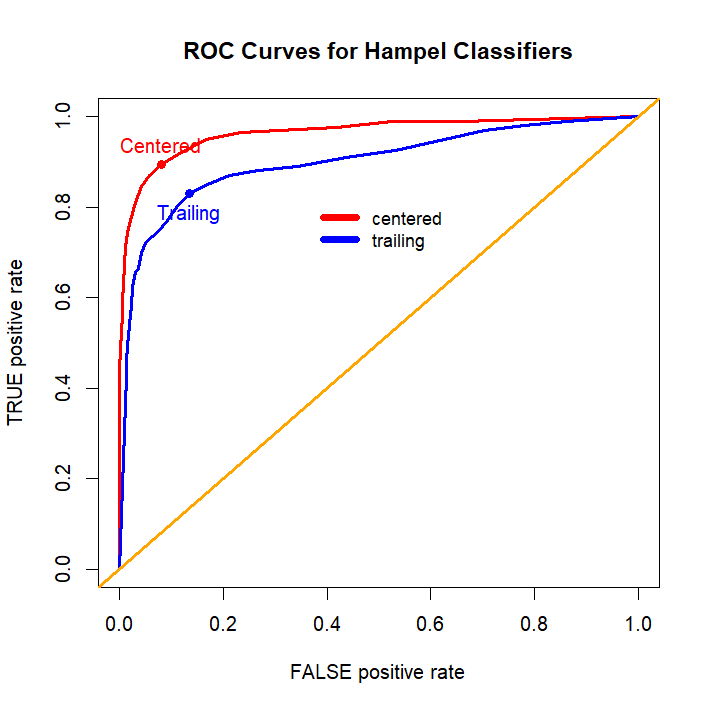 ROC Curves for Hampel Classifiers
TRUE positive rate
1.0
0.8
0.6
0.4
0.2
0.0
Centered
Trailing
centered
trailing
0.0 0.2 0.4 0.6 0.8 1.0
FALSE positive rate